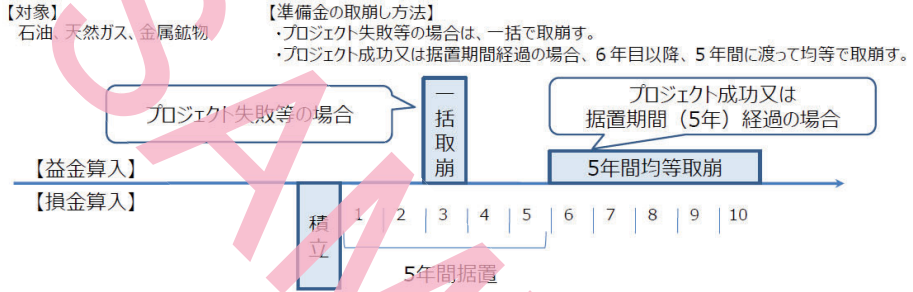 【対象】
石油、天然ガス、金属鉱物
【準備金の取崩し方法】
・プロジェクト失敗等の場合は、一括で取崩す。
・プロジェクト成功又は据置期間経過の場合、６年目以降、５年間に渡って均等で取崩す。
プロジェクト失敗等の場合
一括取崩
プロジェクト成功又は
据置期間（5年）経過の場合
【益金算入】
5年間均等取崩
【損金算入】
積立
1 2 3 4 5 6 7 8 9 10
5年間据置
SAM